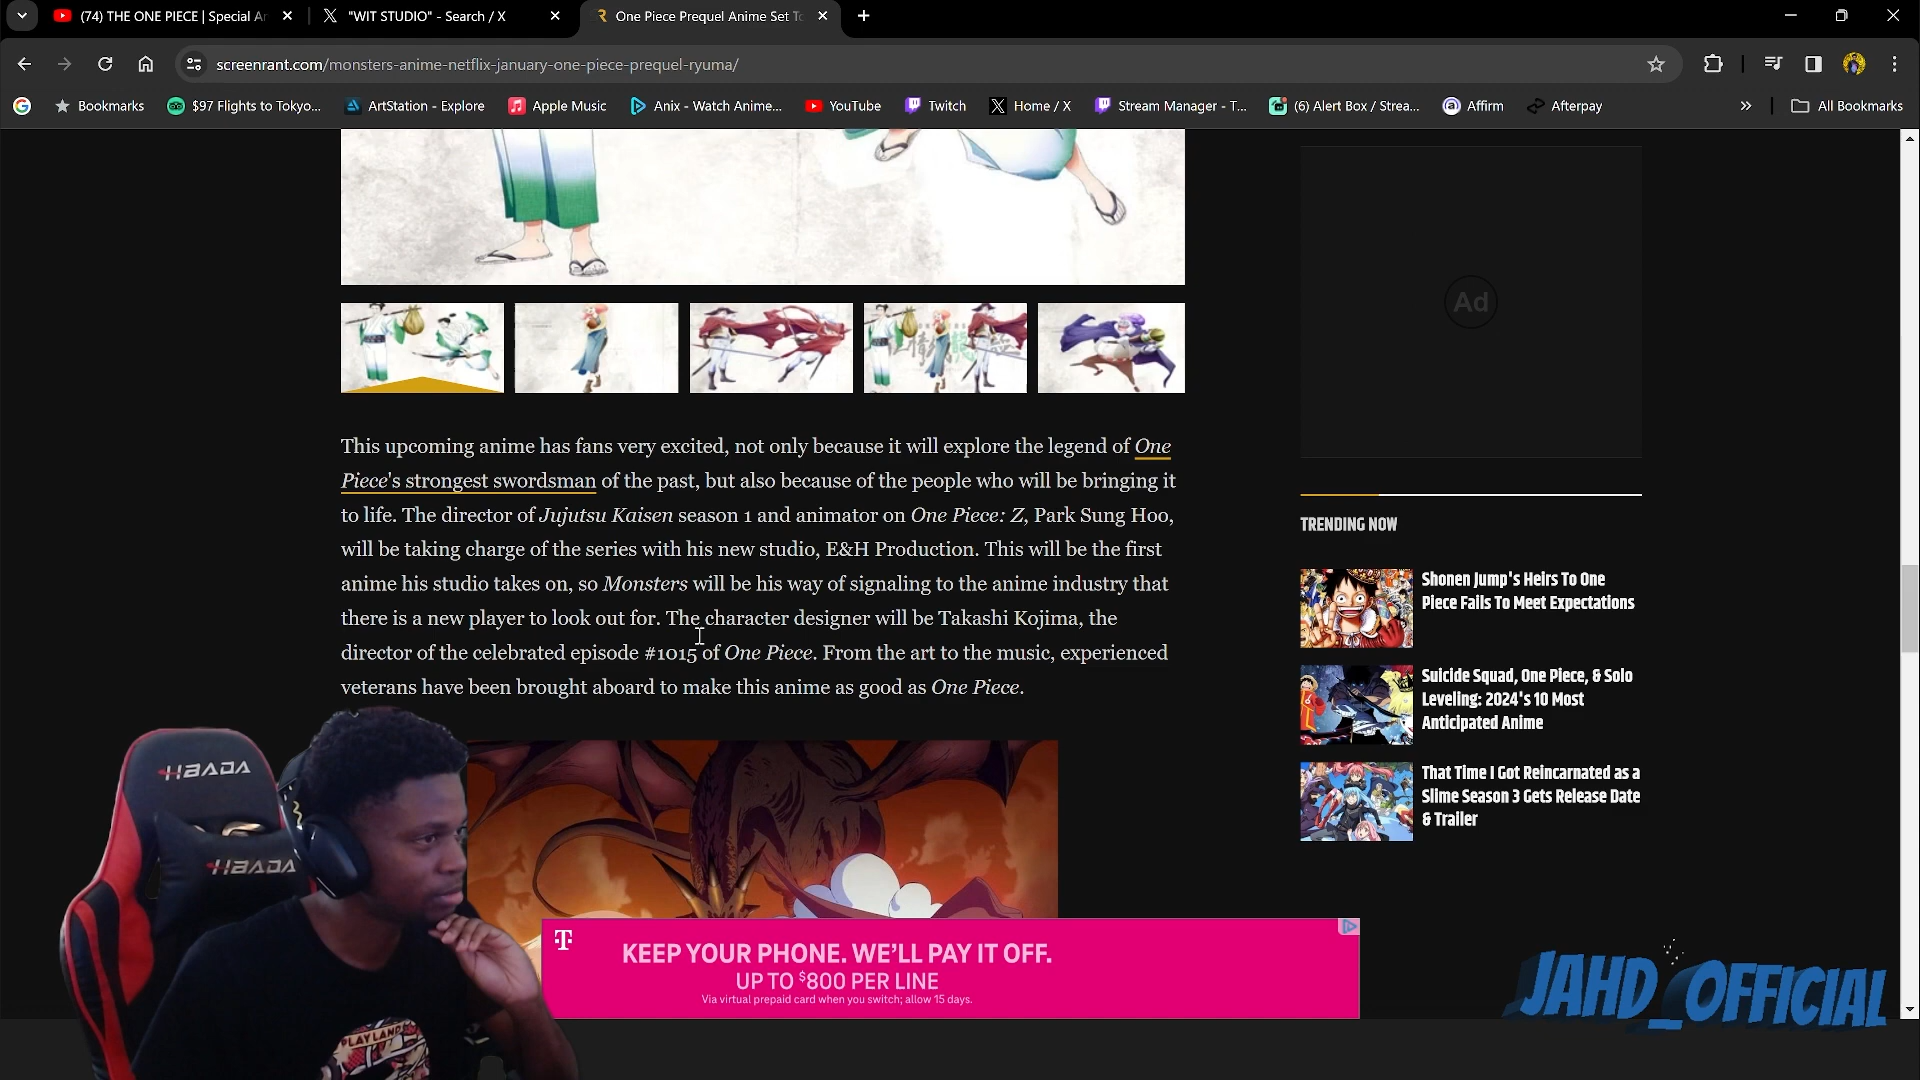 (74) THE ONE PIECE | Special Ar
"WIT STUDIO" - Search / X
One Piece Prequel Anime Set To
screenrant.com/monsters-anime-netflix-january-one-piece-prequel-ryuma/
Bookmarks
$97 Flights to Tokyo...
ArtStation - Explore
Apple Music
Anix - Watch Anime...
YouTube
Twitch
Home / X
Stream Manager - T...
(6) Alert Box / Strea...
Affirm
Afterpay
All Bookmarks
Ad
This upcoming anime has fans very excited, not only because it will explore the legend of One
Piece's strongest swordsman of the past, but also because of the people who will be bringing it
to life. The director of Jujutsu Kaisen season 1 and animator on One Piece: Z, Park Sung Hoo,
will be taking charge of the series with his new studio, E&H Production. This will be the first
anime his studio takes on, so Monsters will be his way of signaling to the anime industry that
there is a new player to look out for. The character designer will be Takashi Kojima, the
director of the celebrated episode #1015 of One Piece. From the art to the music, experienced
veterans have been brought aboard to make this anime as good as One Piece.
TRENDING NOW
Shonen Jump's Heirs To One
Piece Fails To Meet Expectations
Suicide Squad, One Piece, & Solo
Leveling: 2024's 10 Most
Anticipated Anime
That Time I Got Reincarnated as a
Slime Season 3 Gets Release Date
& Trailer
HBADA
HBADA
PLAYLAND
T
KEEP YOUR PHONE. WE'LL PAY IT OFF.
UP TO $800 PER LINE
Via virtual prepaid card when you switch; allow 15 days.
JAHD_OFFICIAL